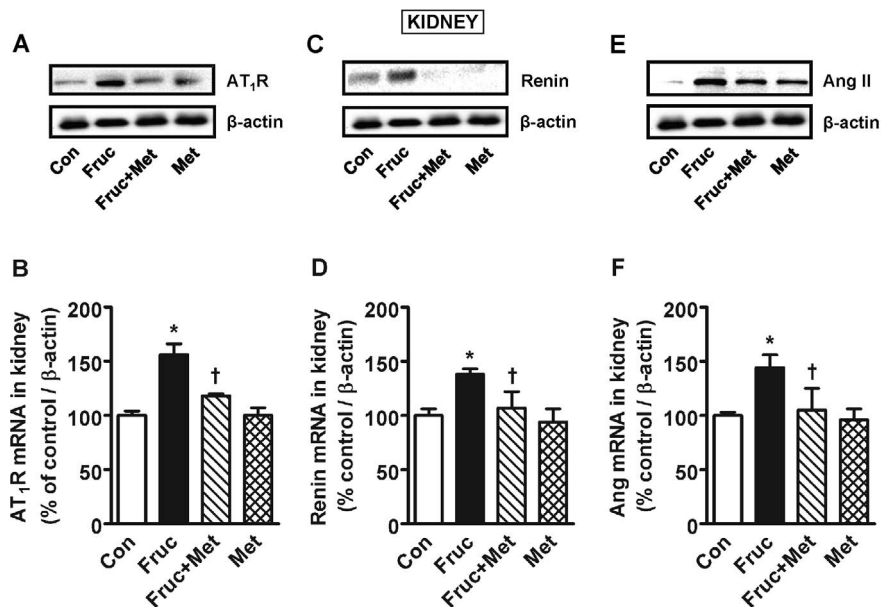 KIDNEY
A
AT₁R
β-actin
Con Fruc Fruc+Met Met
C
Renin
β-actin
Con Fruc Fruc+Met Met
E
Ang II
β-actin
Con Fruc Fruc+Met Met
B
AT₁R mRNA in kidney
(% of control / β-actin)
200
150
100
50
0
*
†
Con Fruc Fruc+Met Met
D
Renin mRNA in kidney
(% control / β-actin)
200
150
100
50
0
*
†
Con Fruc Fruc+Met Met
F
Ang mRNA in kidney
(% control / β-actin)
200
150
100
50
0
*
†
Con Fruc Fruc+Met Met